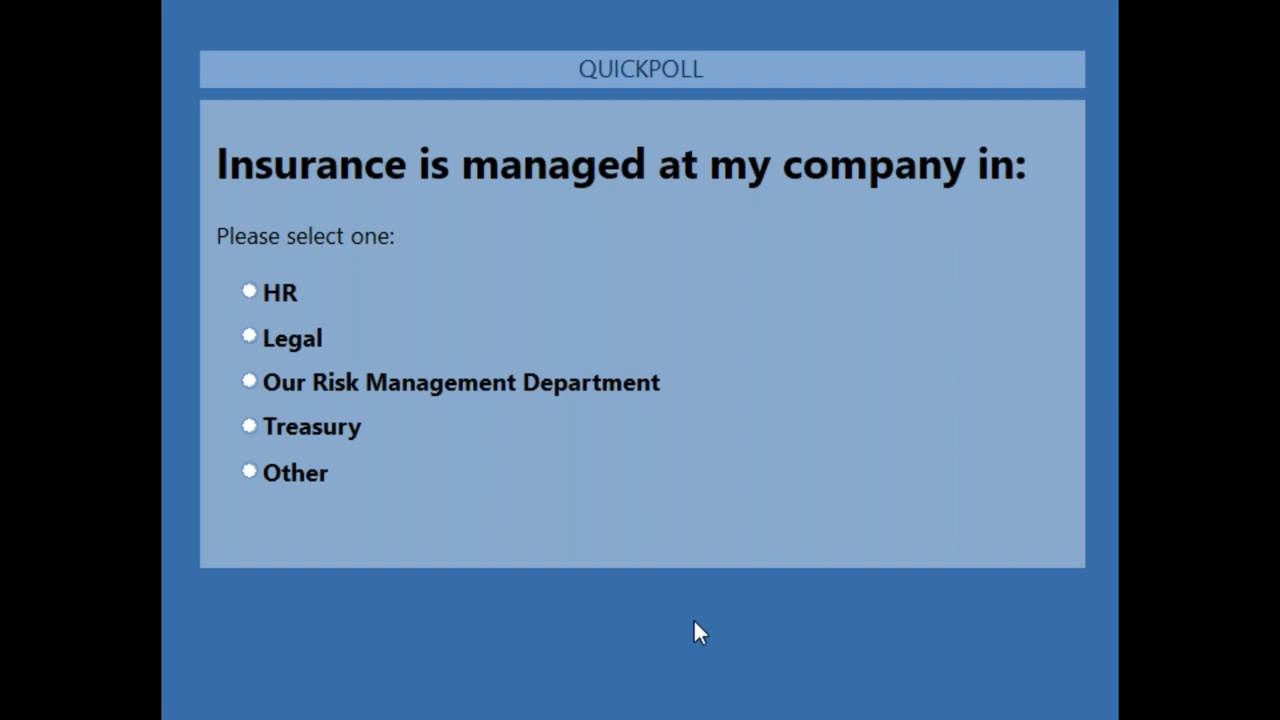 QUICKPOLL
Insurance is managed at my company in:
Please select one:
HR
Legal
Our Risk Management Department
Treasury
Other